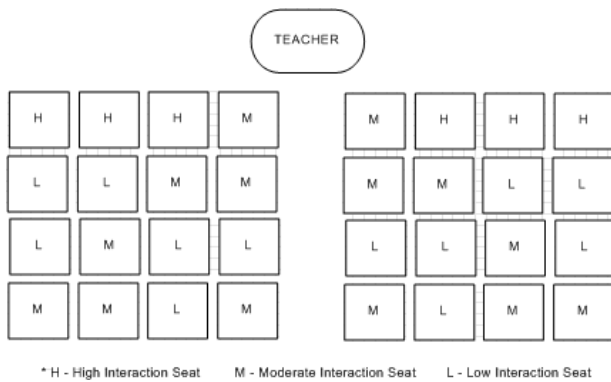 TEACHER
H H H M M H H H
L L M M M M L L
L M L L L L M L
M M L M M L M M
* H - High Interaction Seat M - Moderate Interaction Seat L - Low Interaction Seat